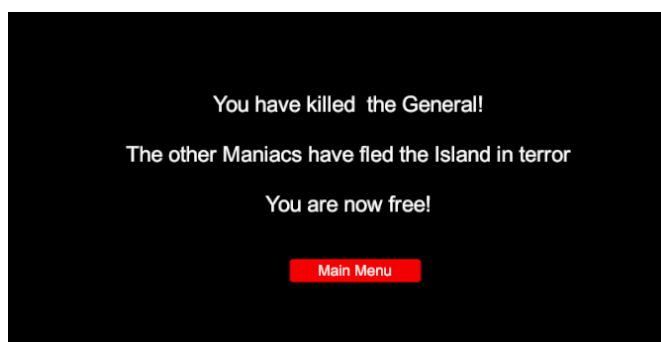 You have killed  the General!
The other Maniacs have fled the Island in terror
You are now free!
Main Menu